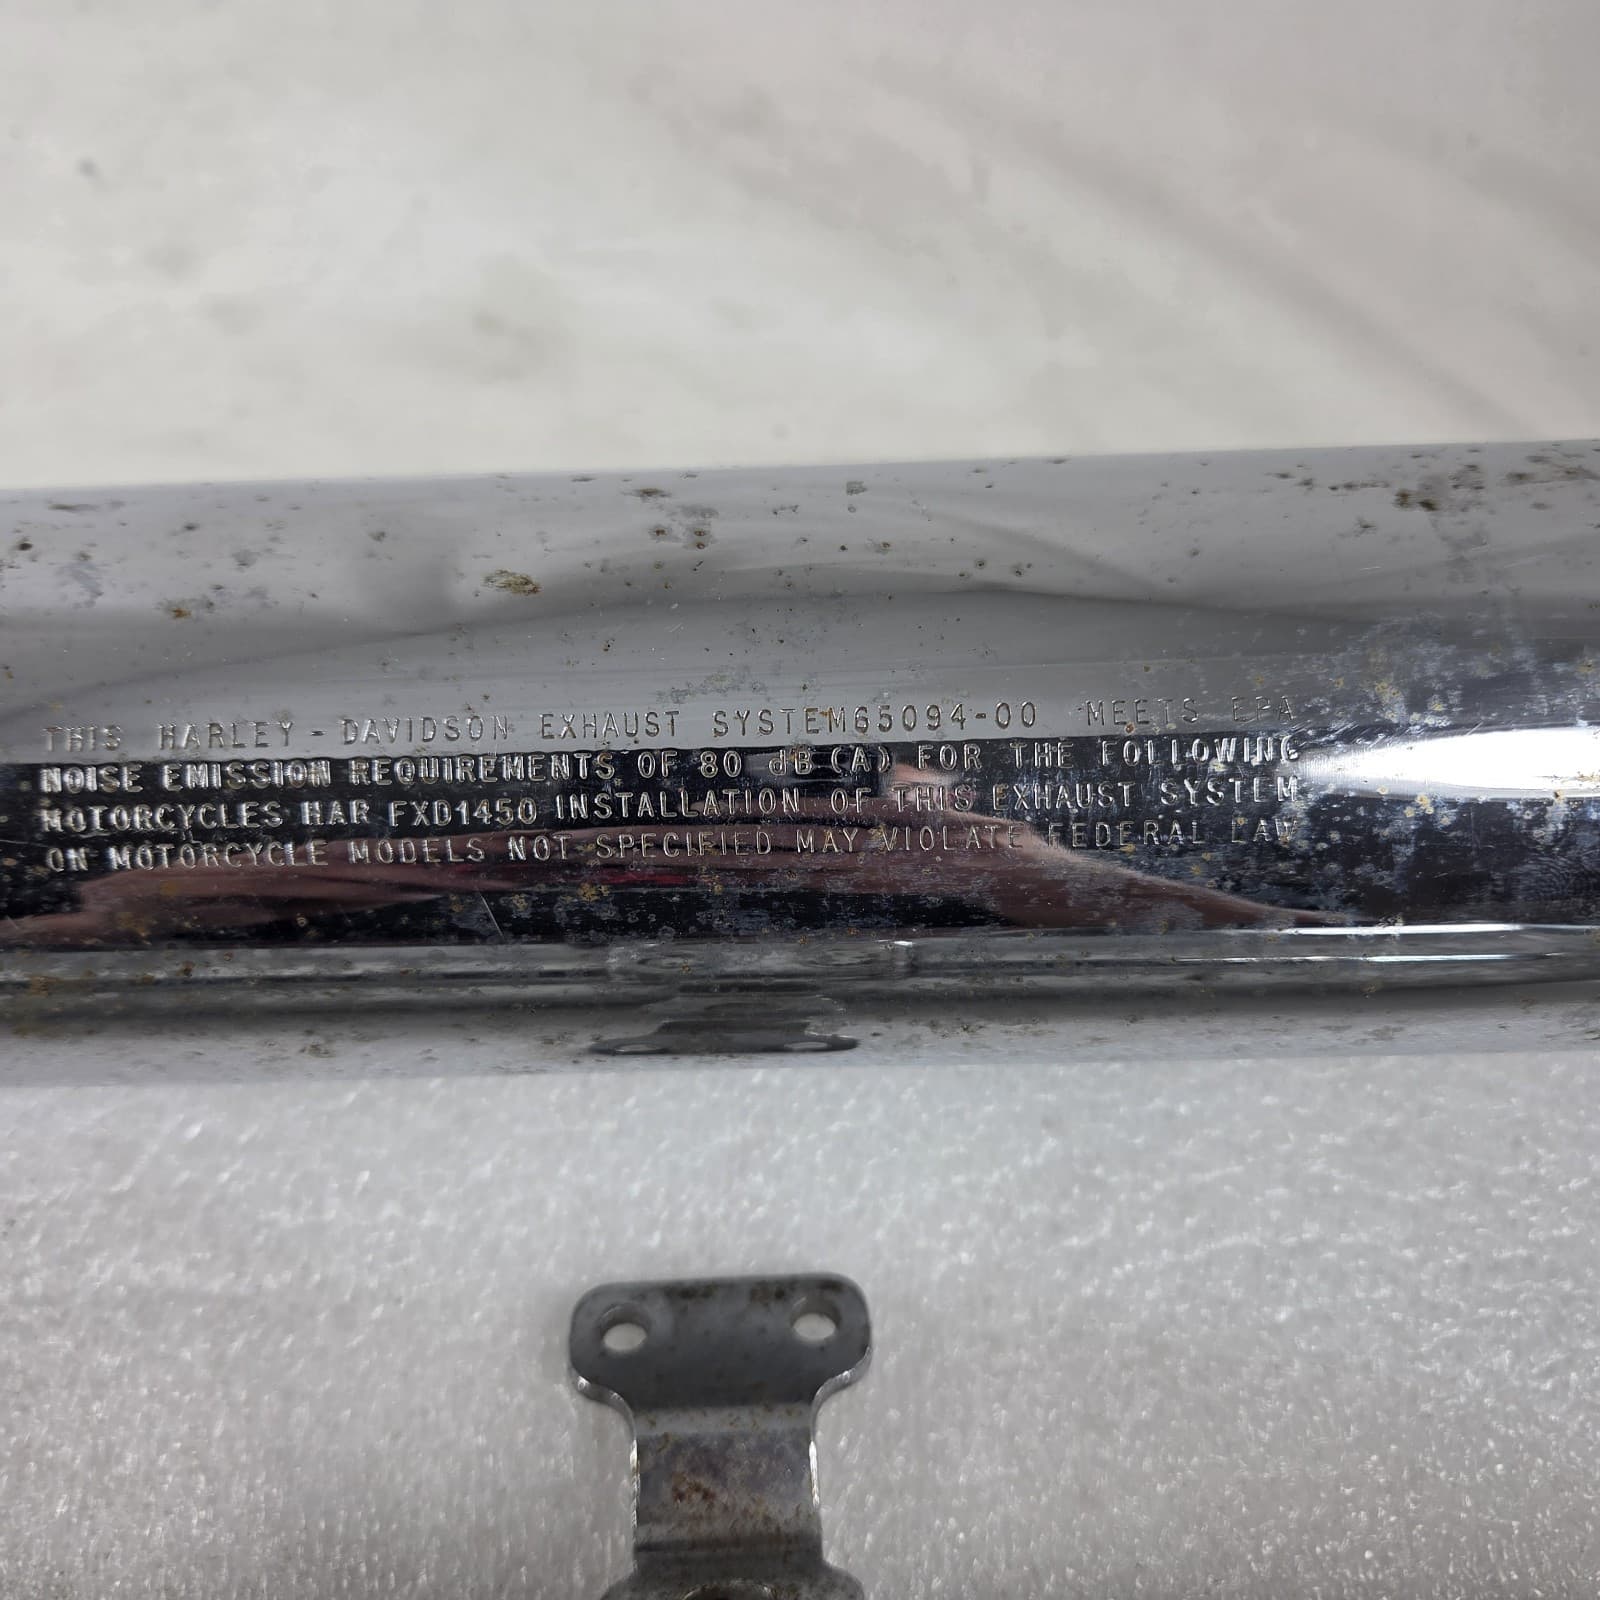 THIS HARLEY-DAVIDSON EXHAUST SYSTEM65094-00 MEETS EPA
NOISE EMISSION REQUIREMENTS OF 80 dB(A) FOR THE FOLLOWING
MOTORCYCLES HAR FXD1450 INSTALLATION OF THIS EXHAUST SYSTEM
ON MOTORCYCLE MODELS NOT SPECIFIED MAY VIOLATE FEDERAL LAW